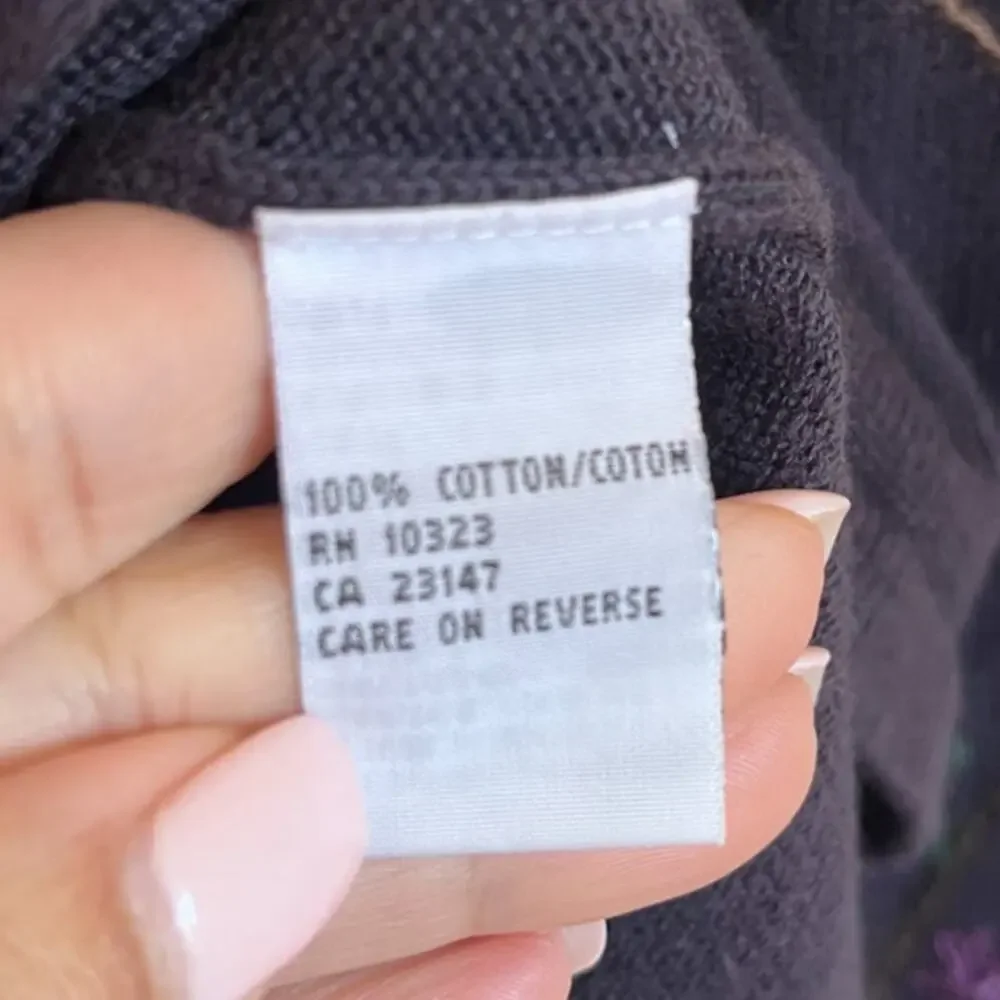 100% COTTON/COTON
RN 10323
CA 23147
CARE ON REVERSE